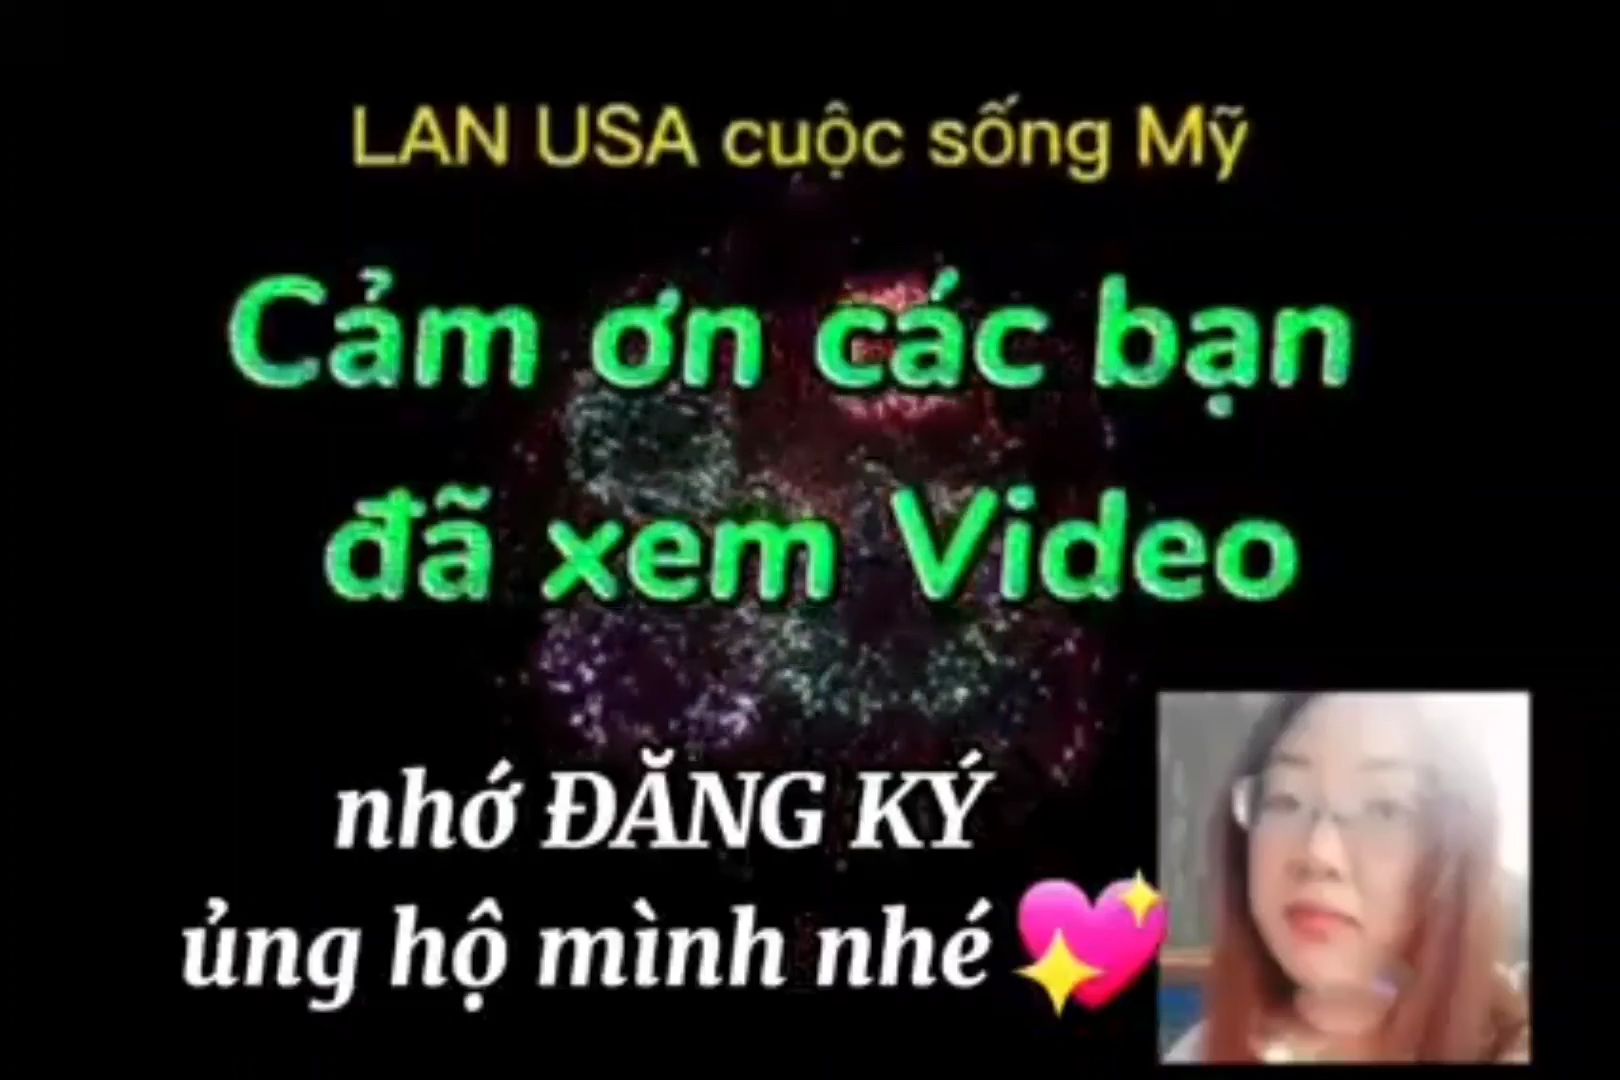 LAN USA cuộc sống Mỹ
Cảm ơn các bạn
đã xem Video
nhớ ĐĂNG KÝ
ủng hộ mình nhé 💖